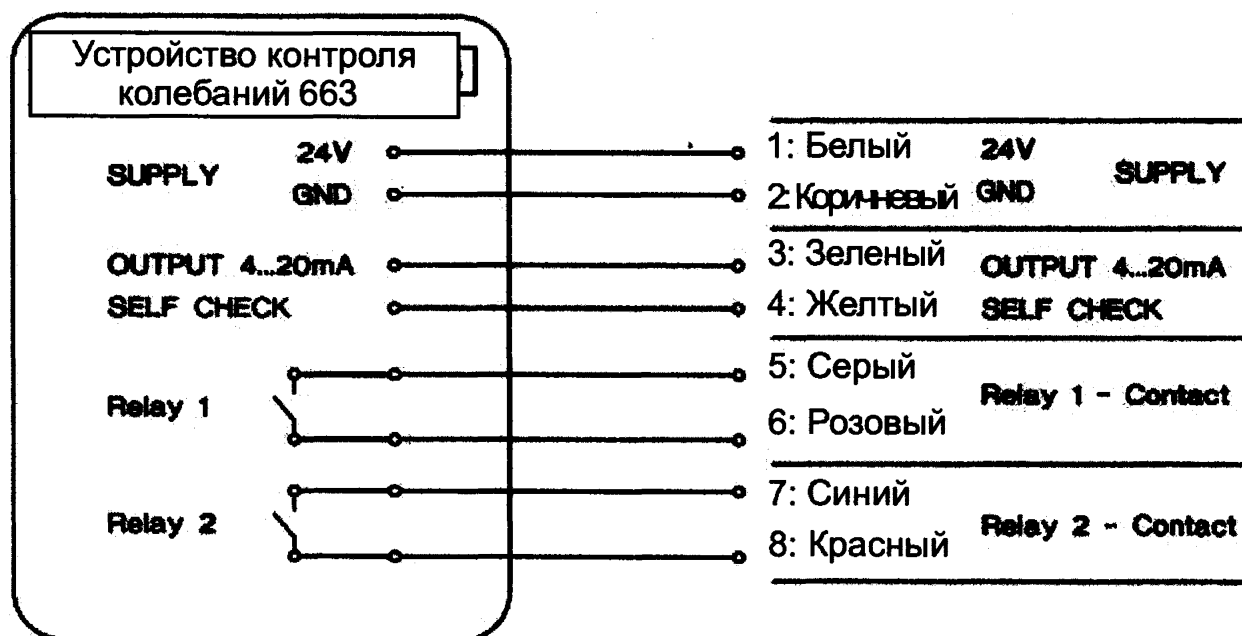 Устройство контроля
колебаний 663
SUPPLY
24V
GND
OUTPUT 4...20mA
SELF CHECK
Relay 1
Relay 2
1: Белый 24V
2: Коричневый GND
SUPPLY
3: Зеленый OUTPUT 4...20mA
4: Желтый SELF CHECK
5: Серый
6: Розовый
Relay 1 - Contact
7: Синий
8: Красный
Relay 2 - Contact